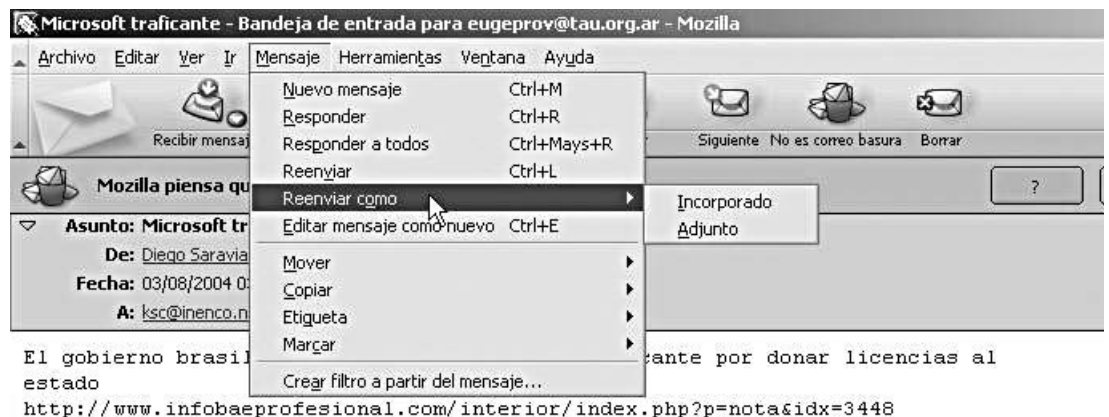 Microsoft traficante - Bandeja de entrada para eugeprov@tau.org.ar - Mozilla
Archivo Editar Ver Ir Mensaje Herramientas Ventana Ayuda
Recibir mensaj
Siguiente No es correo basura Borrar
Nuevo mensaje Ctrl+M
Responder Ctrl+R
Responder a todos Ctrl+Mays+R
Reenviar Ctrl+L
Reenviar como
Incorporado
Adjunto
Editar mensaje como nuevo Ctrl+E
Mover
Copiar
Etiqueta
Marcar
Crear filtro a partir del mensaje...
Mozilla piensa qu
?
Asunto: Microsoft tr
De: Diego Saravia
Fecha: 03/08/2004 0
A: ksc@inenco.n
El gobierno brasil cante por donar licencias al
estado
http://www.infobaeprofesional.com/interior/index.php?p=nota&idx=3448